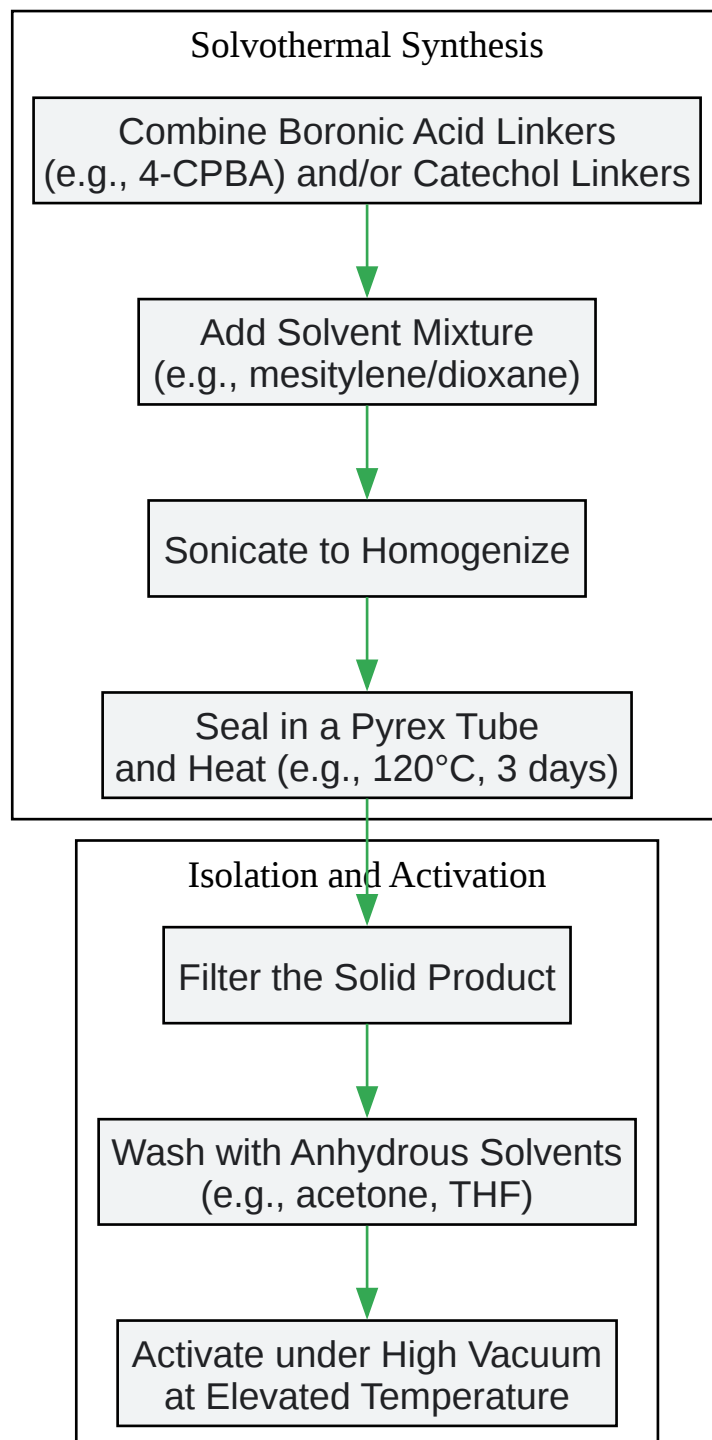 Solvothermal Synthesis
Combine Boronic Acid Linkers
(e.g., 4-CPBA) and/or Catechol Linkers
Add Solvent Mixture
(e.g., mesitylene/dioxane)
Sonicate to Homogenize
Seal in a Pyrex Tube
and Heat (e.g., 120°C, 3 days)
Isolation and Activation
Filter the Solid Product
Wash with Anhydrous Solvents
(e.g., acetone, THF)
Activate under High Vacuum
at Elevated Temperature